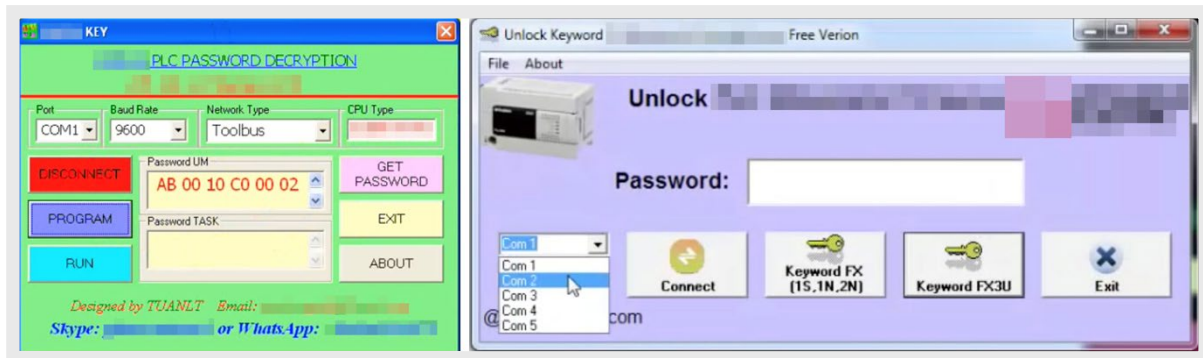 KEY
PLC PASSWORD DECRYPTION
Port
Baud Rate
Network Type
CPU Type
COM1
9600
Toolbus
DISCONNECT
Password UM
AB 00 10 C0 00 02
GET PASSWORD
PROGRAM
Password TASK
EXIT
RUN
ABOUT
Designed by TUANLT Email:
Skype: or WhatsApp:
Unlock Keyword Free Verion
File About
Unlock
Password:
Com 1
Com 1
Com 2
Com 3
Com 4
Com 5
Connect
Keyword FX
(1S,1N,2N)
Keyword FX3U
Exit
@ com